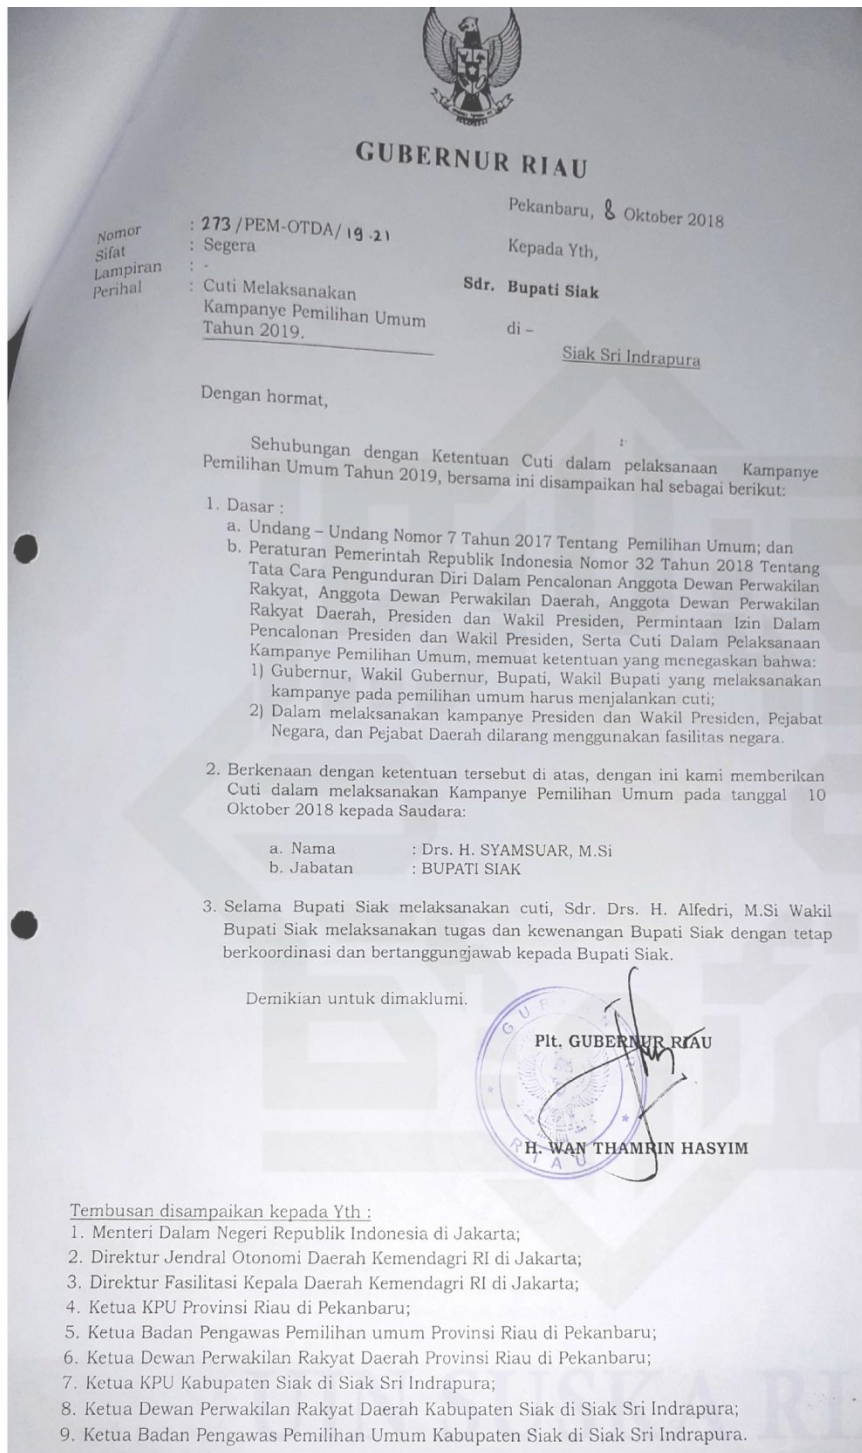 GUBERNUR RIAU
Pekanbaru, 8 Oktober 2018
Nomor : 273/PEM-OTDA/19.21
Sifat : Segera
Lampiran : -
Perihal : Cuti Melaksanakan
Kampanye Pemilihan Umum
Tahun 2019.
Kepada Yth,
Sdr. Bupati Siak
di –
Siak Sri Indrapura
Dengan hormat,
Sehubungan dengan Ketentuan Cuti dalam pelaksanaan Kampanye
Pemilihan Umum Tahun 2019, bersama ini disampaikan hal sebagai berikut:
1. Dasar :
a. Undang – Undang Nomor 7 Tahun 2017 Tentang Pemilihan Umum; dan
b. Peraturan Pemerintah Republik Indonesia Nomor 32 Tahun 2018 Tentang
Tata Cara Pengunduran Diri Dalam Pencalonan Anggota Dewan Perwakilan
Rakyat, Anggota Dewan Perwakilan Daerah, Anggota Dewan Perwakilan
Rakyat Daerah, Presiden dan Wakil Presiden, Permintaan Izin Dalam
Pencalonan Presiden dan Wakil Presiden, Serta Cuti Dalam Pelaksanaan
Kampanye Pemilihan Umum, memuat ketentuan yang menegaskan bahwa:
1) Gubernur, Wakil Gubernur, Bupati, Wakil Bupati yang melaksanakan
kampanye pada pemilihan umum harus menjalankan cuti;
2) Dalam melaksanakan kampanye Presiden dan Wakil Presiden, Pejabat
Negara, dan Pejabat Daerah dilarang menggunakan fasilitas negara.
2. Berkenaan dengan ketentuan tersebut di atas, dengan ini kami memberikan
Cuti dalam melaksanakan Kampanye Pemilihan Umum pada tanggal 10
Oktober 2018 kepada Saudara:
a. Nama : Drs. H. SYAMSUAR, M.Si
b. Jabatan : BUPATI SIAK
3. Selama Bupati Siak melaksanakan cuti, Sdr. Drs. H. Alfedri, M.Si Wakil
Bupati Siak melaksanakan tugas dan kewenangan Bupati Siak dengan tetap
berkoordinasi dan bertanggungjawab kepada Bupati Siak.
Demikian untuk dimaklumi.
Plt. GUBERNUR RIAU
RIAU
H. WAN THAMRIN HASYIM
Tembusan disampaikan kepada Yth :
1. Menteri Dalam Negeri Republik Indonesia di Jakarta;
2. Direktur Jendral Otonomi Daerah Kemendagri RI di Jakarta;
3. Direktur Fasilitasi Kepala Daerah Kemendagri RI di Jakarta;
4. Ketua KPU Provinsi Riau di Pekanbaru;
5. Ketua Badan Pengawas Pemilihan umum Provinsi Riau di Pekanbaru;
6. Ketua Dewan Perwakilan Rakyat Daerah Provinsi Riau di Pekanbaru;
7. Ketua KPU Kabupaten Siak di Siak Sri Indrapura;
8. Ketua Dewan Perwakilan Rakyat Daerah Kabupaten Siak di Siak Sri Indrapura;
9. Ketua Badan Pengawas Pemilihan Umum Kabupaten Siak di Siak Sri Indrapura.